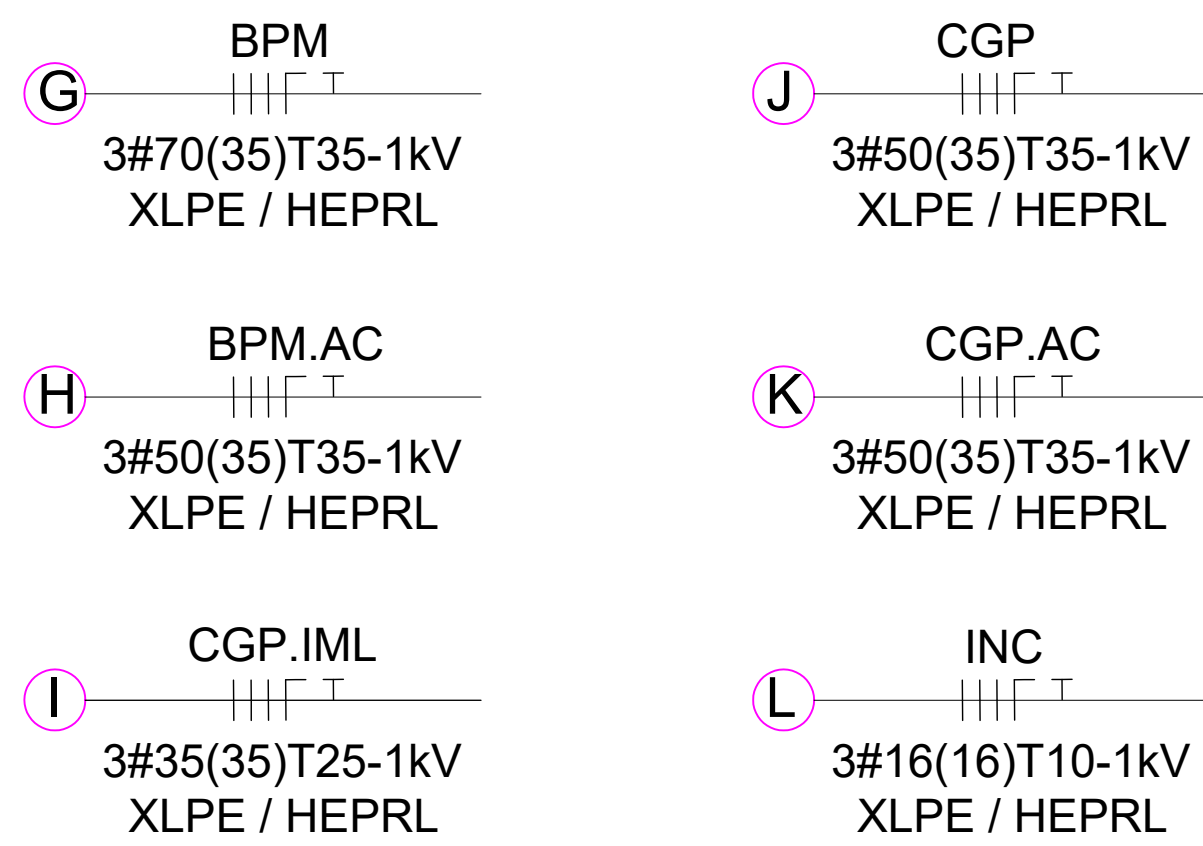 BPM
G
3#70(35)T35-1kV
XLPE / HEPRL
CGP
J
3#50(35)T35-1kV
XLPE / HEPRL
BPM.AC
H
3#50(35)T35-1kV
XLPE / HEPRL
CGP.AC
K
3#50(35)T35-1kV
XLPE / HEPRL
CGP.IML
I
3#35(35)T25-1kV
XLPE / HEPRL
INC
L
3#16(16)T10-1kV
XLPE / HEPRL